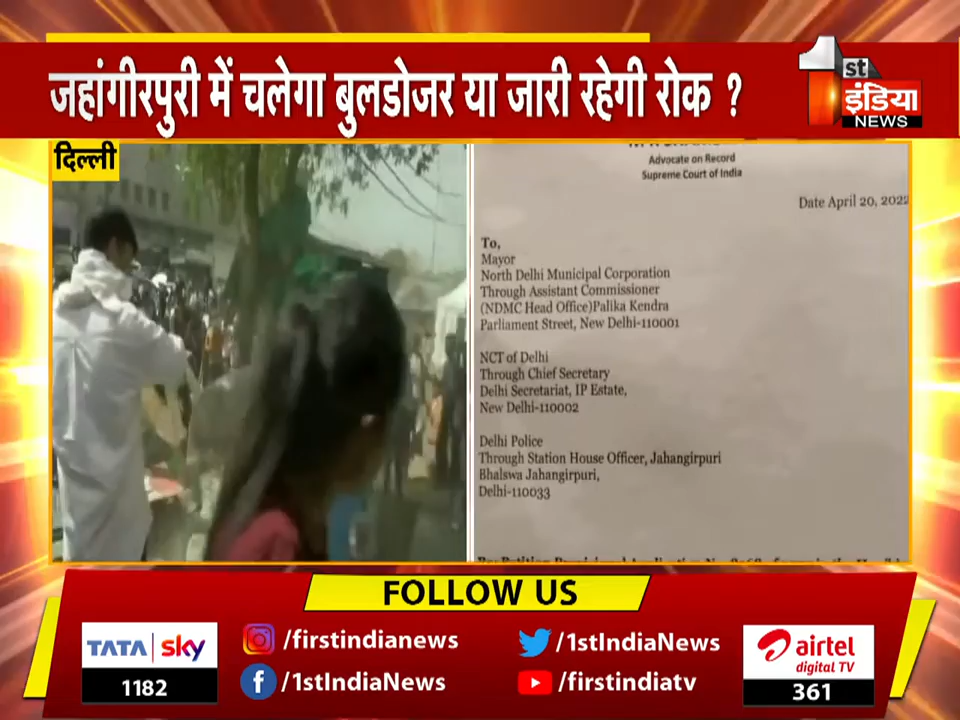 जहांगीरपुरी में चलेगा बुलडोजर या जारी रहेगी रोक ?
1st
इंडिया
NEWS
दिल्ली
Advocate on Record
Supreme Court of India
Date April 20, 2022
To,
Mayor
North Delhi Municipal Corporation
Through Assistant Commissioner
(NDMC Head Office)Palika Kendra
Parliament Street, New Delhi-110001
NCT of Delhi
Through Chief Secretary
Delhi Secretariat, IP Estate,
New Delhi-110002
Delhi Police
Through Station House Officer, Jahangirpuri
Bhalswa Jahangirpuri,
Delhi-110033
FOLLOW US
TATA sky
1182
/firstindianews
/1stIndiaNews
/1stIndiaNews
/firstindiatv
airtel
digital TV
361